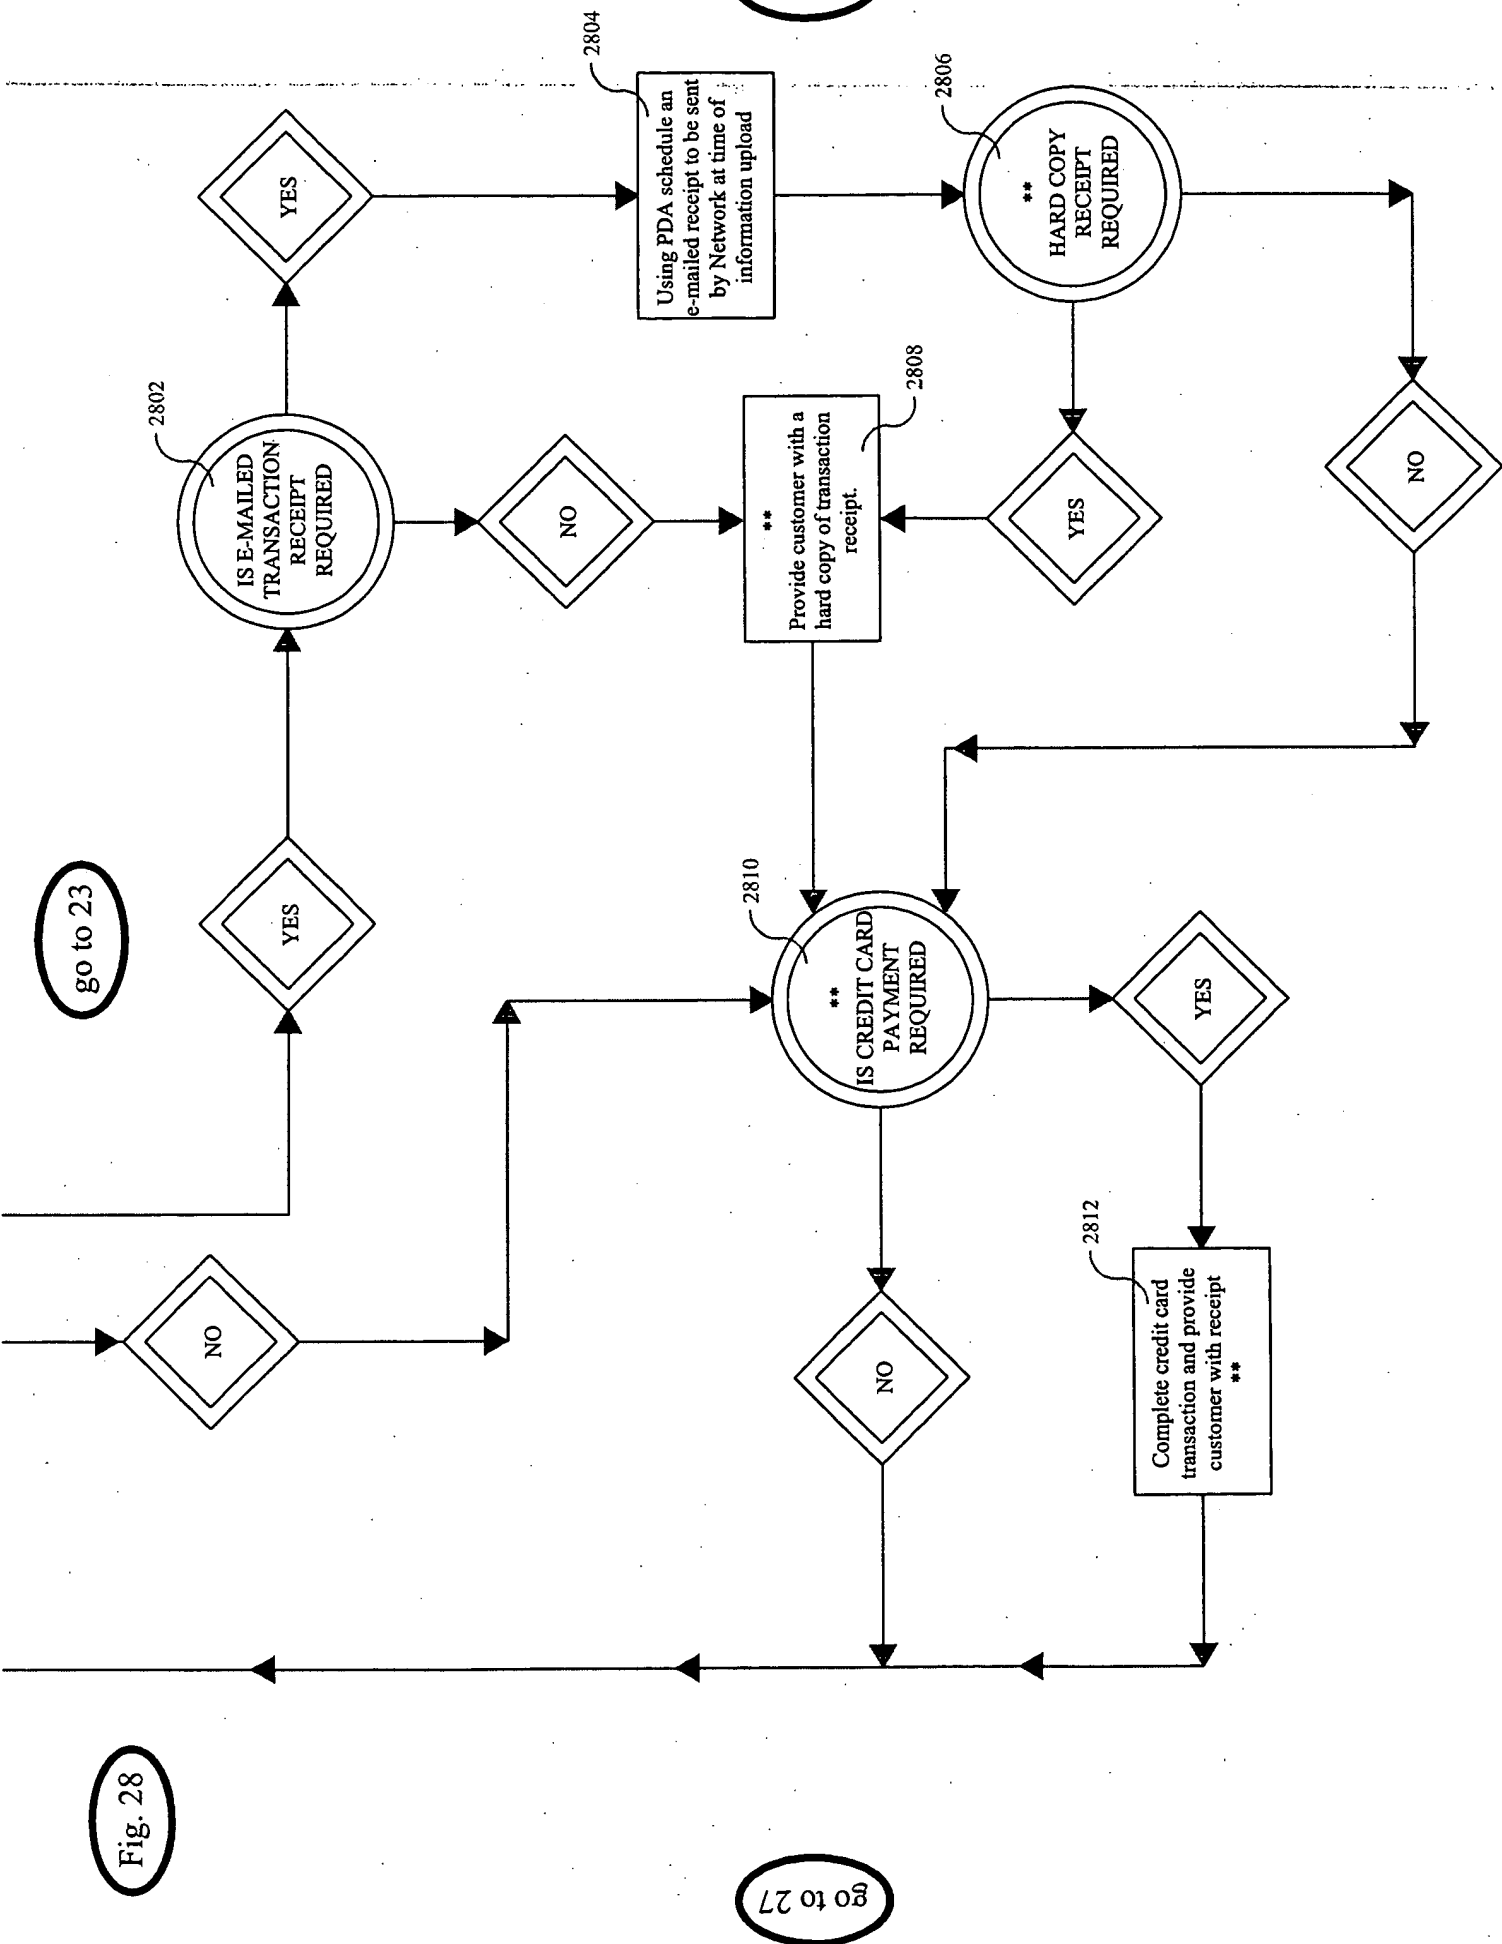 Fig. 28
go to 23
go to 27
NO
YES
IS E-MAILED
TRANSACTION
RECEIPT
REQUIRED
2802
YES
NO
Using PDA schedule an
e-mailed receipt to be sent
by Network at time of
information upload
2804
**
Provide customer with a
hard copy of transaction
receipt.
2808
**
HARD COPY
RECEIPT
REQUIRED
2806
YES
NO
**
IS CREDIT CARD
PAYMENT
REQUIRED
2810
NO
YES
Complete credit card
transaction and provide
customer with receipt
**
2812